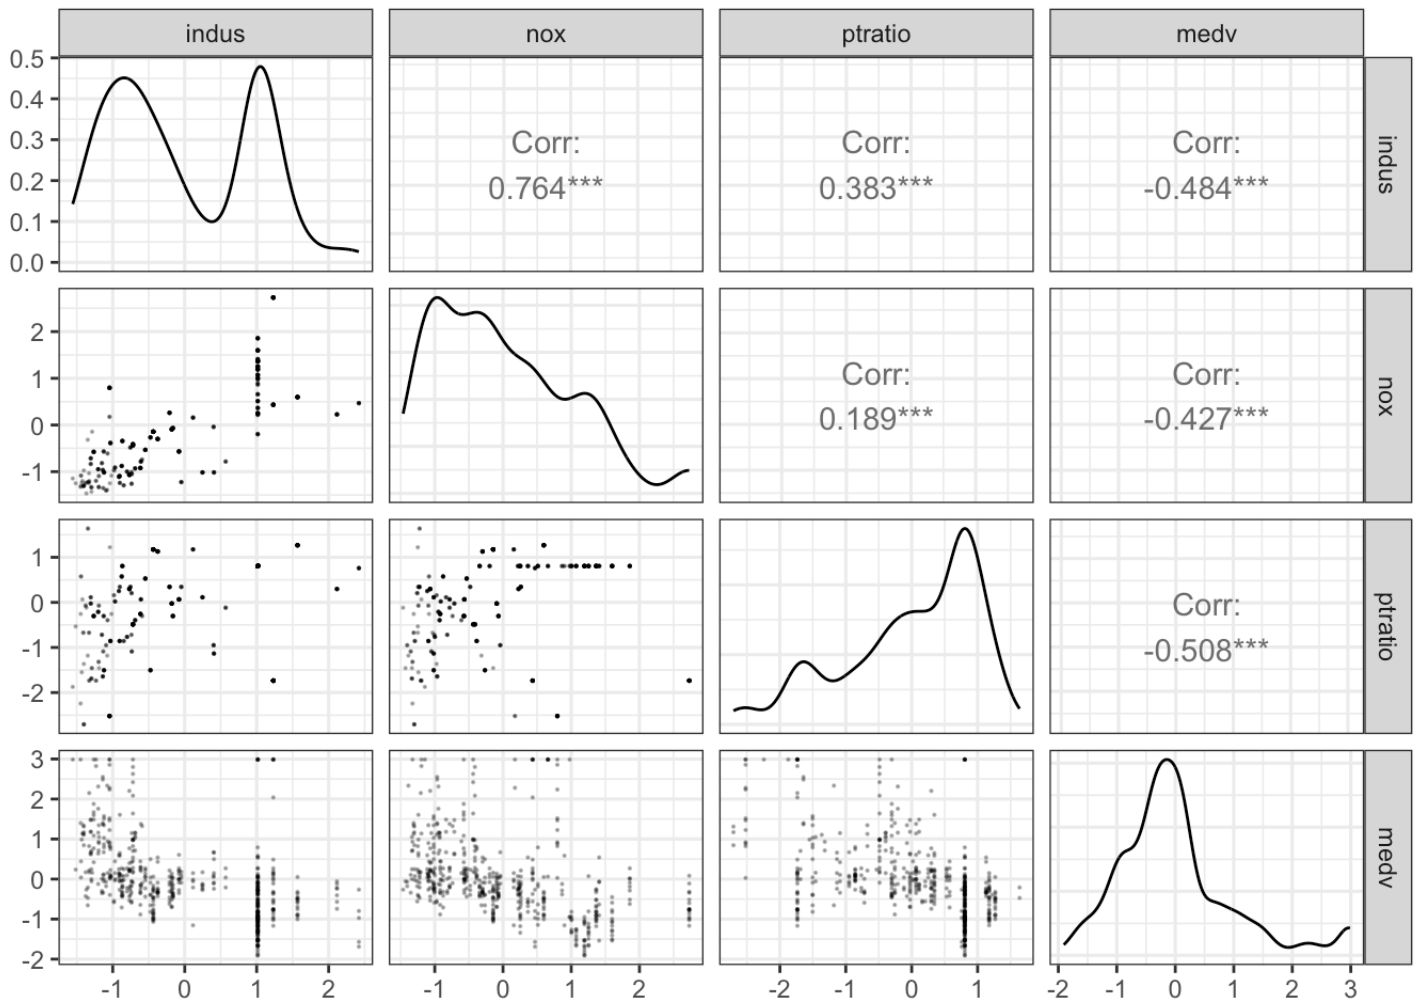 indus
nox
ptratio
medv
0.5
0.4
0.3
0.2
0.1
0.0
Corr:
0.764***
Corr:
0.383***
Corr:
-0.484***
indus
2
1
0
-1
Corr:
0.189***
Corr:
-0.427***
nox
1
0
-1
-2
Corr:
-0.508***
ptratio
3
2
1
0
-1
-2
medv
-1 0 1 2
-1 0 1 2
-2 -1 0 1
-2 -1 0 1 2 3